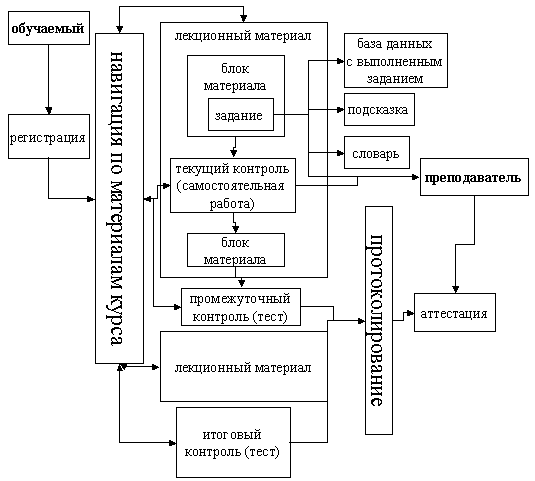 обучаемый
регистрация
навигация по материалам курса
лекционный материал
блок
материала
задание
текущий контроль
(самостоятельная
работа)
блок
материала
промежуточный
контроль (тест)
лекционный материал
итоговый
контроль (тест)
база данных
с выполненным
заданием
подсказка
словарь
преподаватель
протоколирование
аттестация